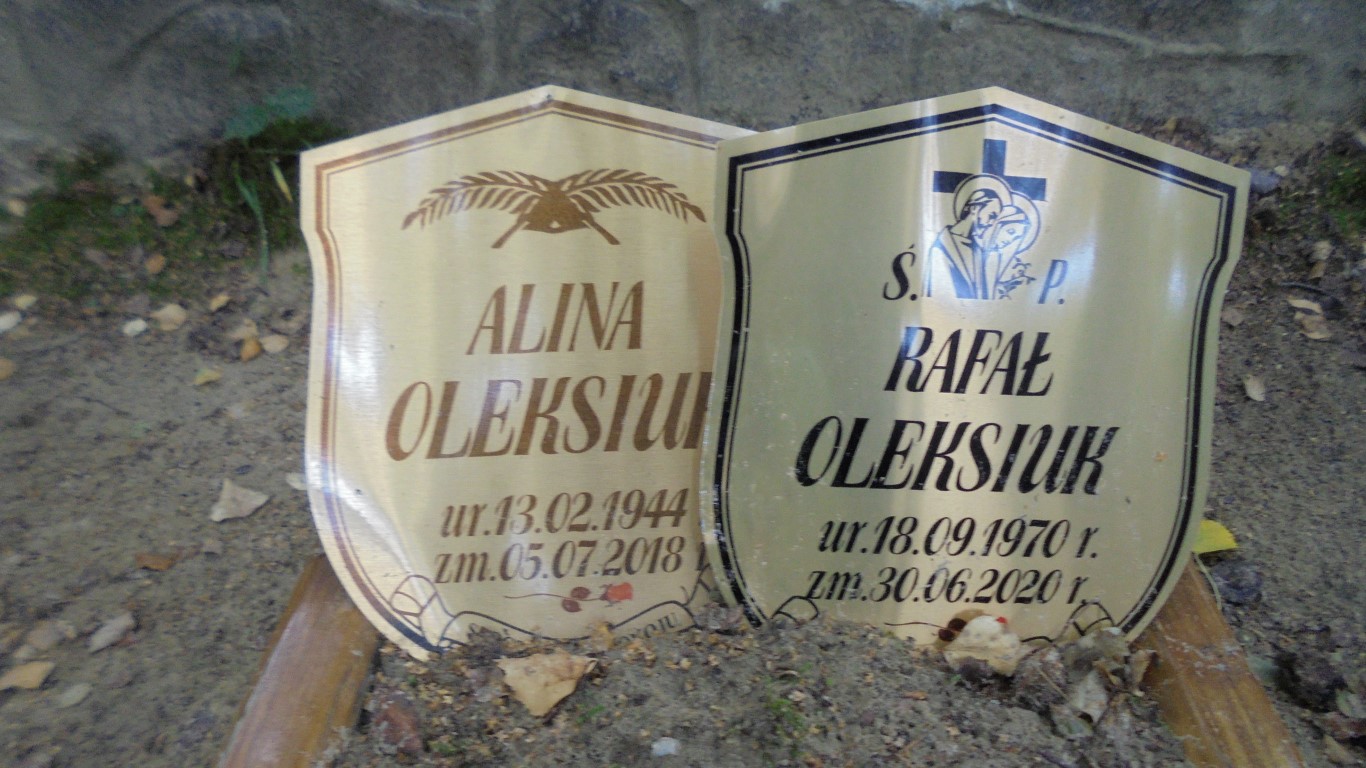 ALINA
OLEKSIUK
ur.13.02.1944
zm.05.07.2018
Ś. P.
RAFAŁ
OLEKSIUK
ur.18.09.1970 r.
zm.30.06.2020 r.